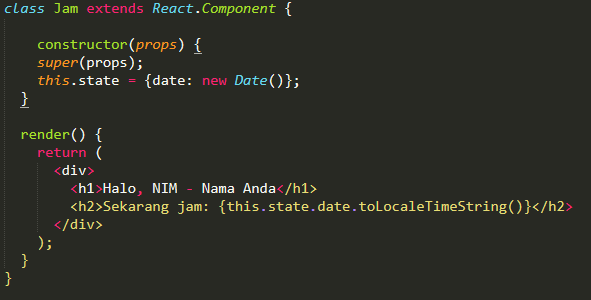 class Jam extends React.Component {
constructor(props) {
super(props);
this.state = {date: new Date()};
}
render() {
return (
<div>
<h1>Halo, NIM - Nama Anda</h1>
<h2>Sekarang jam: {this.state.date.toLocaleTimeString()}</h2>
</div>
);
}
}